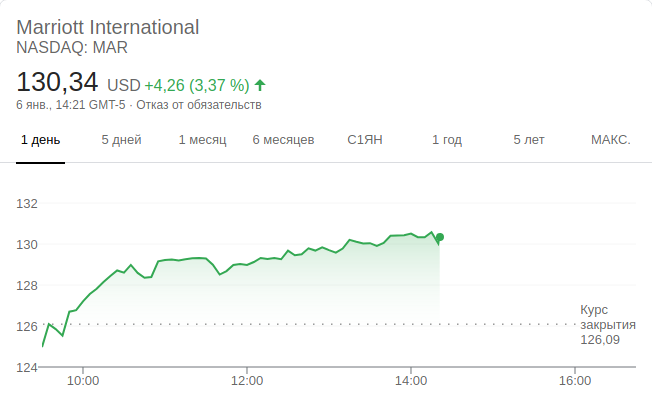 Marriott International
NASDAQ: MAR
130,34 USD +4,26 (3,37 %)
6 янв., 14:21 GMT-5 · Отказ от обязательств
1 день 5 дней 1 месяц 6 месяцев С1ЯН 1 год 5 лет МАКС.
132
130
128
126
124
Курс
закрытия
126,09
10:00 12:00 14:00 16:00